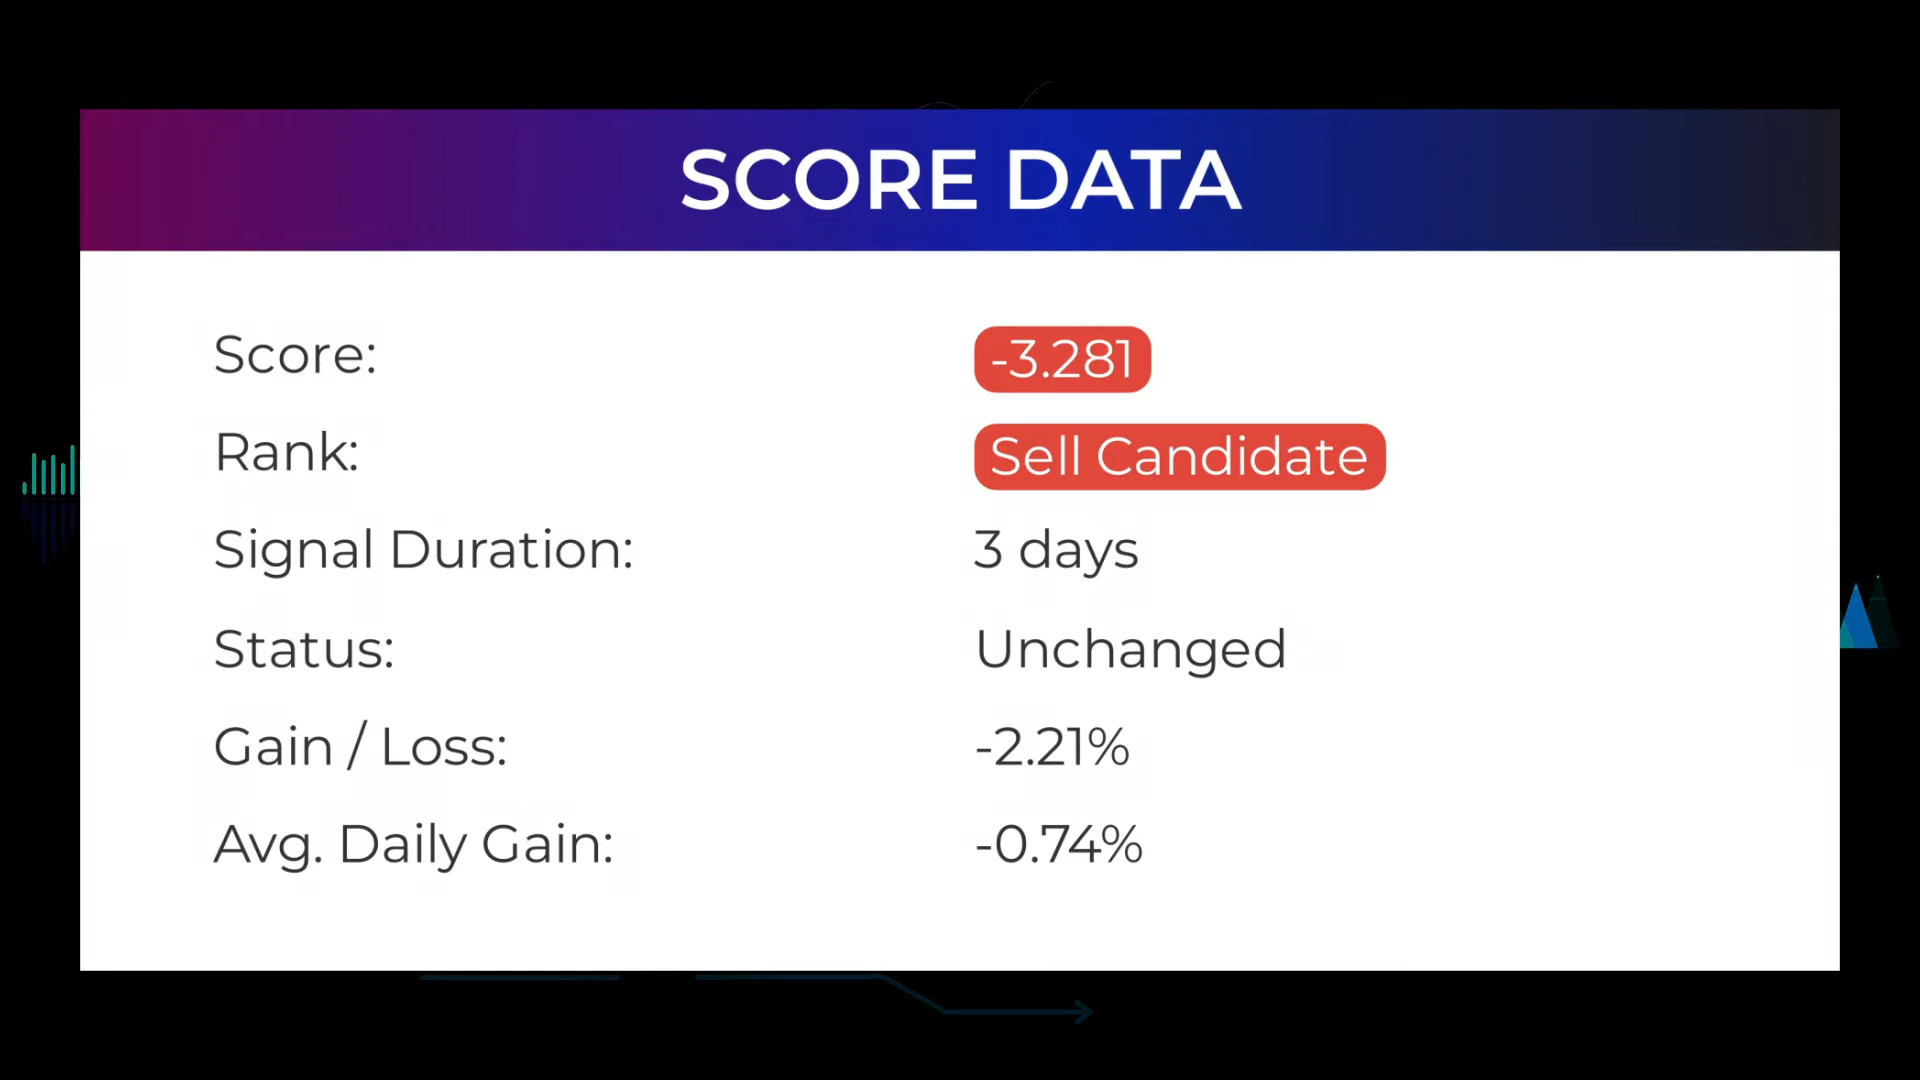 SCORE DATA
Score: -3.281
Rank: Sell Candidate
Signal Duration: 3 days
Status: Unchanged
Gain / Loss: -2.21%
Avg. Daily Gain: -0.74%